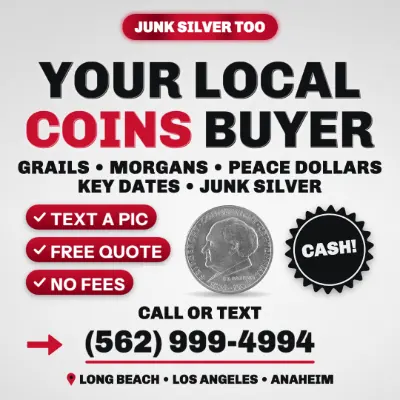 JUNK SILVER TOO
YOUR LOCAL
COINS BUYER
GRAILS • MORGANS • PEACE DOLLARS
KEY DATES • JUNK SILVER
TEXT A PIC
FREE QUOTE
NO FEES
CASH!
CALL OR TEXT
(562) 999-4994
LONG BEACH • LOS ANGELES • ANAHEIM